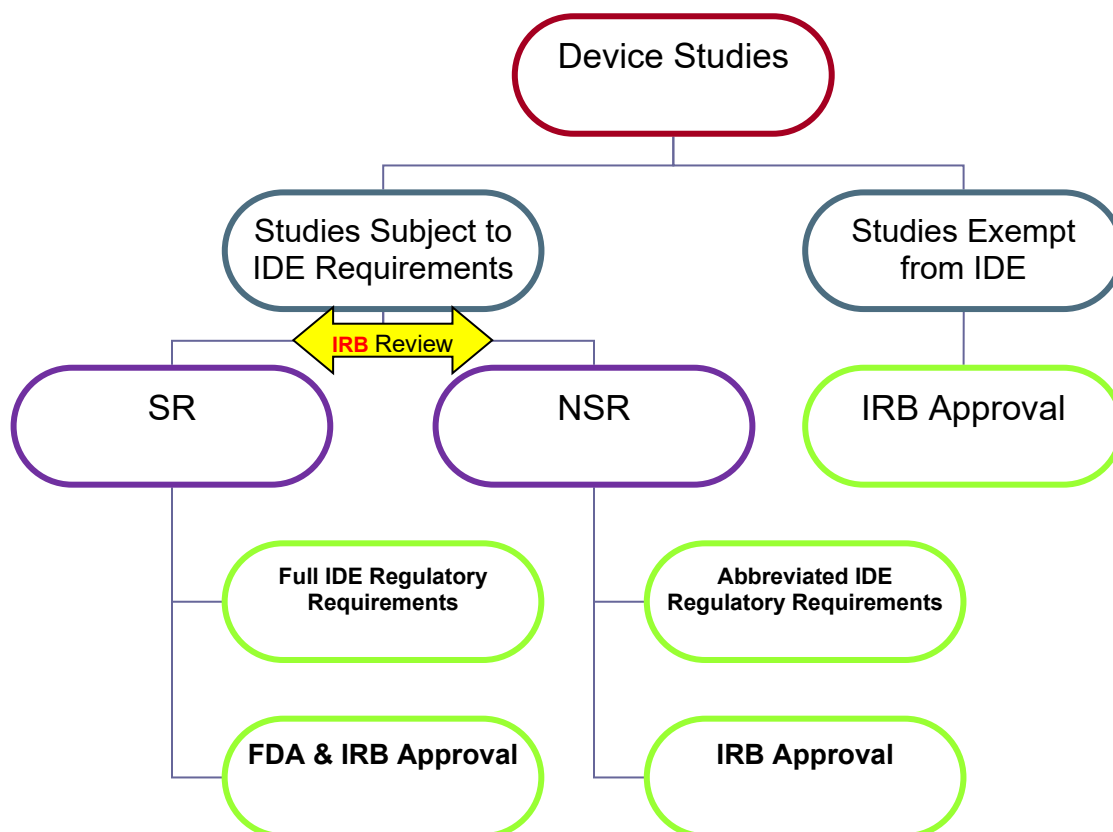 Device Studies
Studies Subject to
IDE Requirements
Studies Exempt
from IDE
IRB Review
SR
NSR
IRB Approval
Full IDE Regulatory
Requirements
Abbreviated IDE
Regulatory Requirements
FDA & IRB Approval
IRB Approval